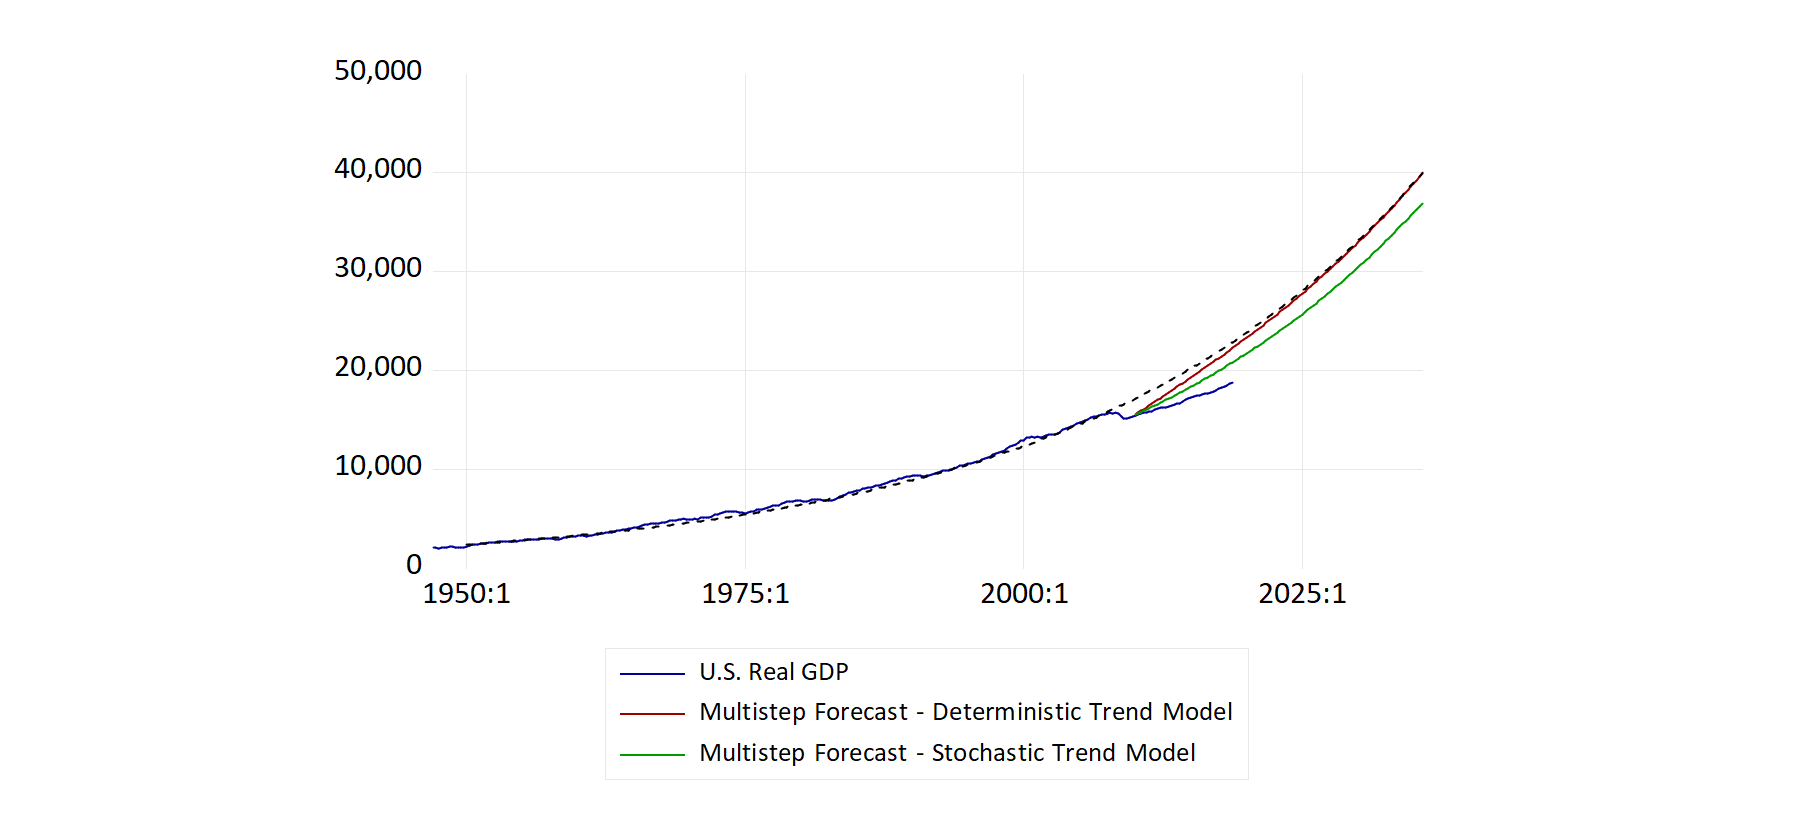 50,000
40,000
30,000
20,000
10,000
0
1950:1 1975:1 2000:1 2025:1
U.S. Real GDP
Multistep Forecast - Deterministic Trend Model
Multistep Forecast - Stochastic Trend Model